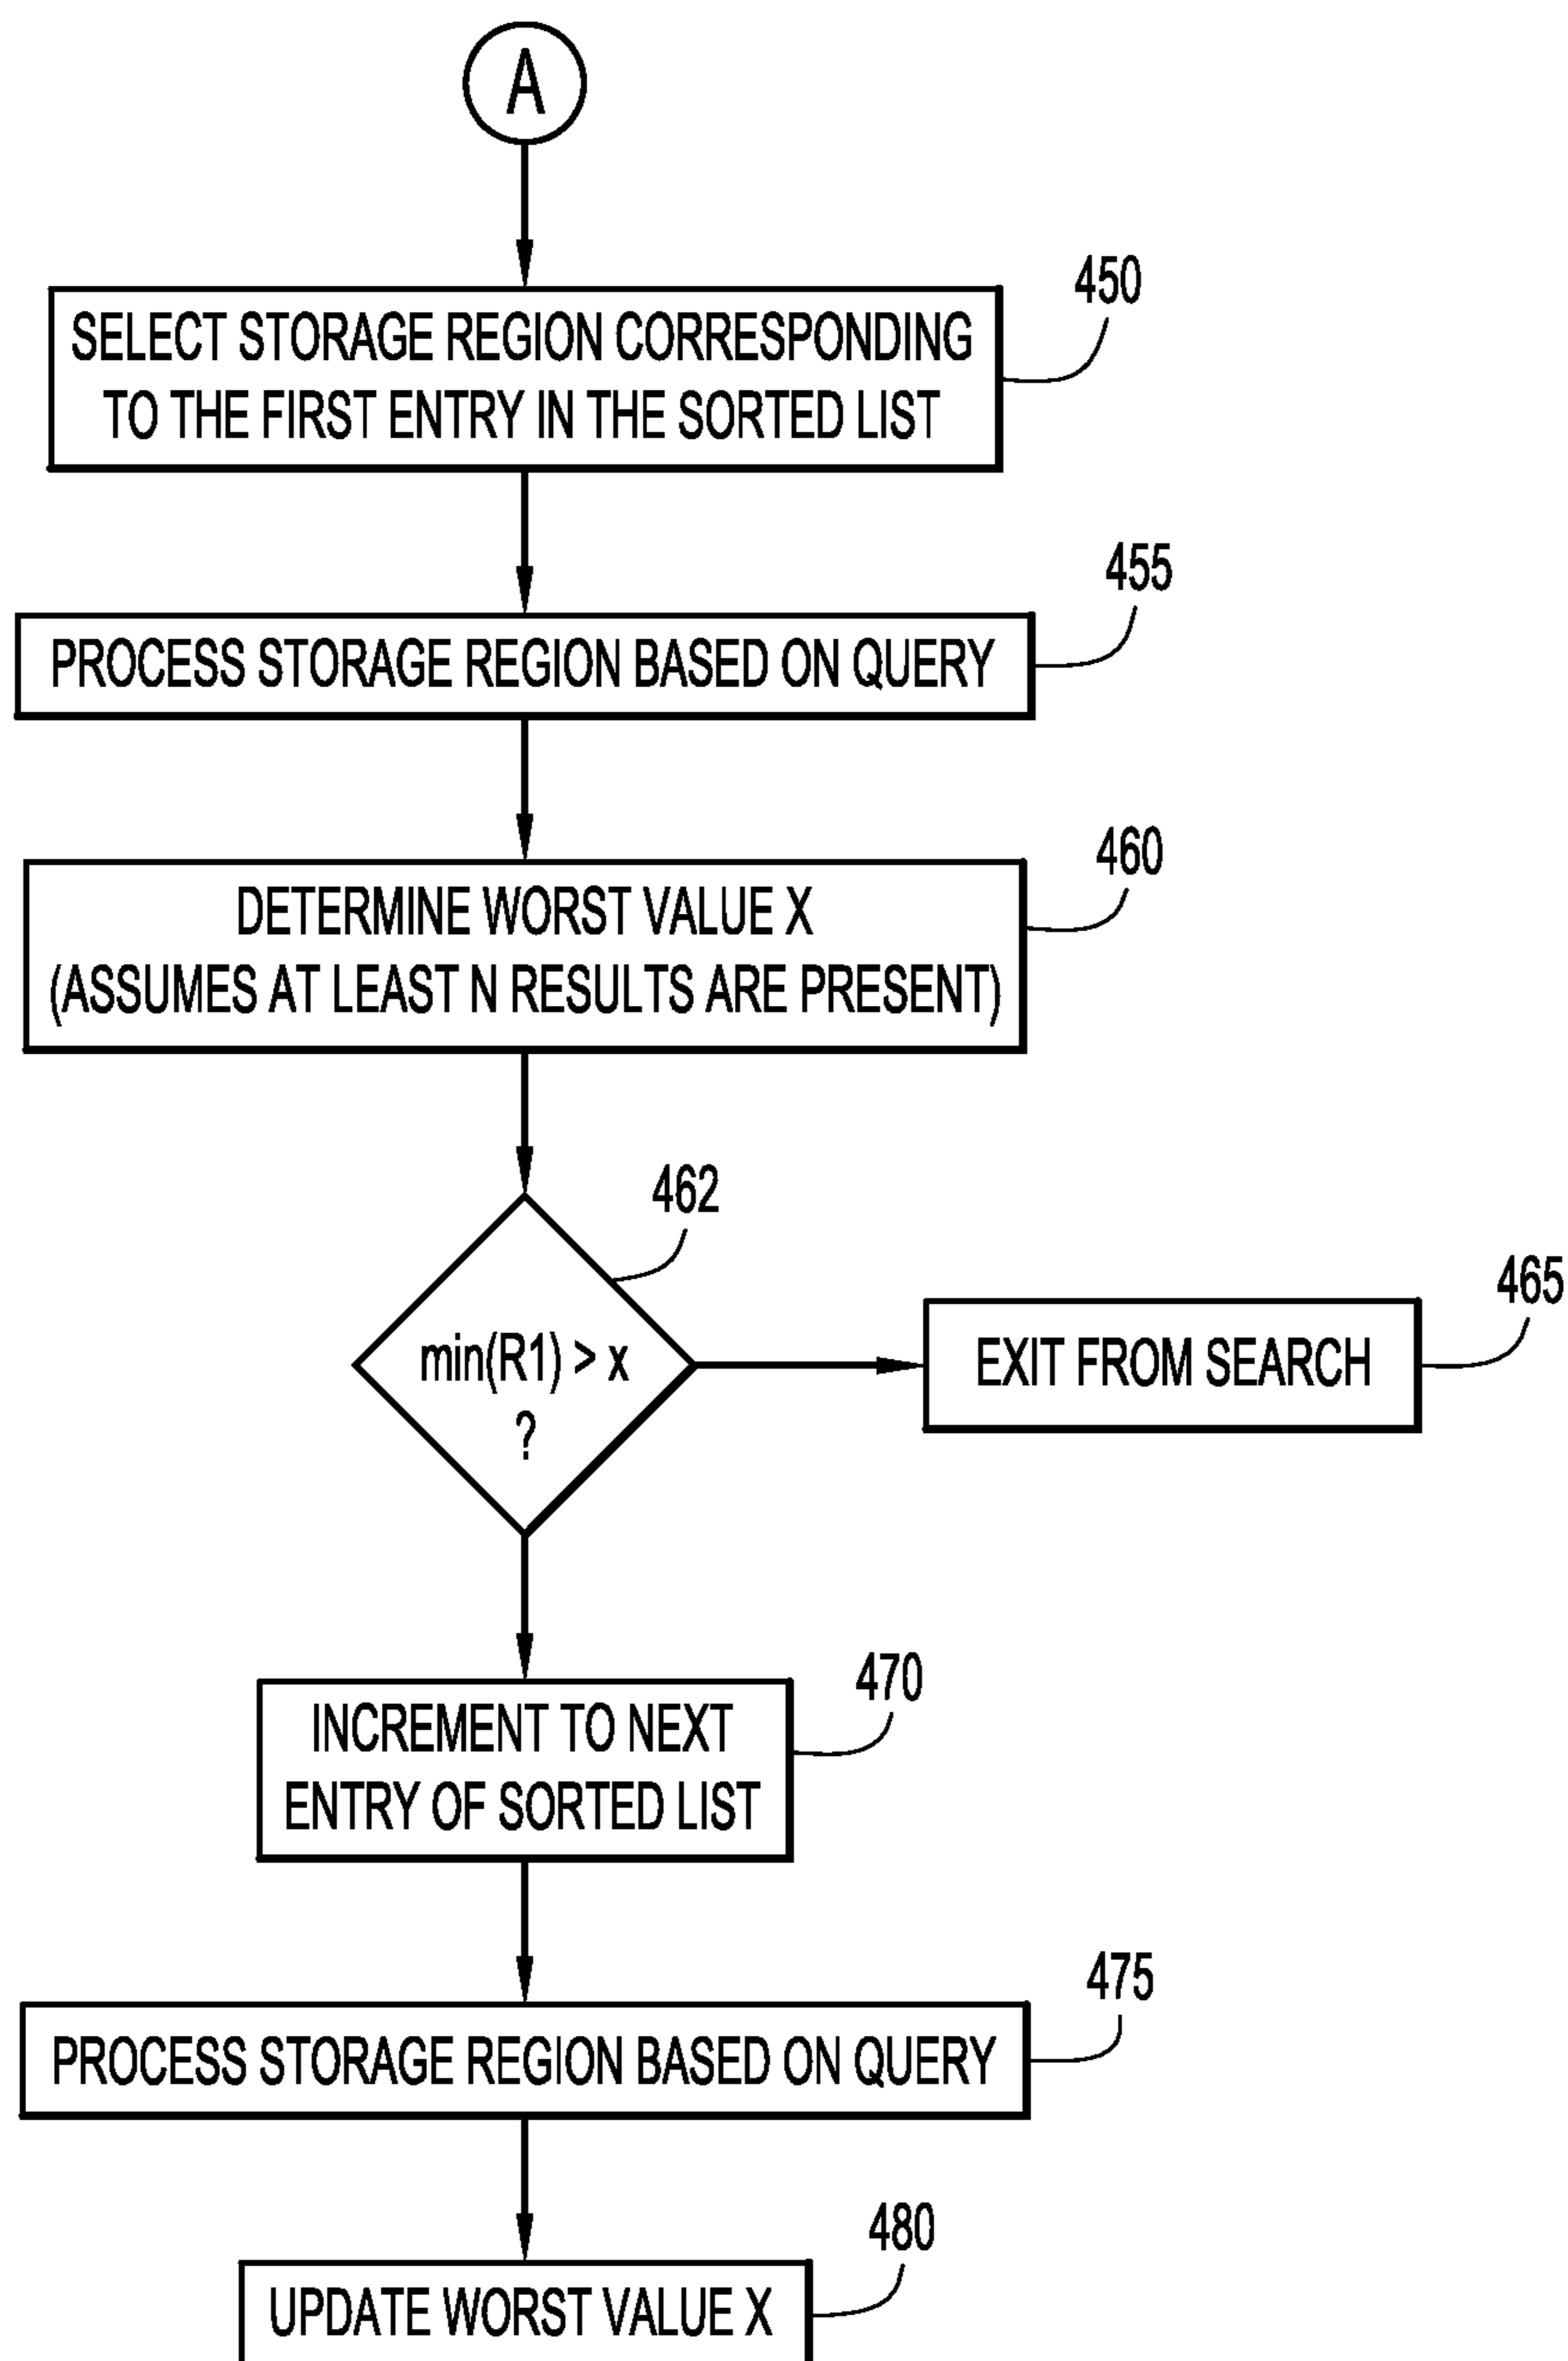 A
450
SELECT STORAGE REGION CORRESPONDING
TO THE FIRST ENTRY IN THE SORTED LIST
455
PROCESS STORAGE REGION BASED ON QUERY
460
DETERMINE WORST VALUE X
(ASSUMES AT LEAST N RESULTS ARE PRESENT)
462
min(R1) > x
?
465
EXIT FROM SEARCH
470
INCREMENT TO NEXT
ENTRY OF SORTED LIST
475
PROCESS STORAGE REGION BASED ON QUERY
480
UPDATE WORST VALUE X